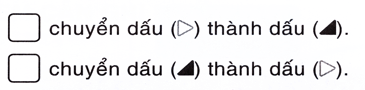 chuyển dấu (▷) thành dấu (◢).
chuyển dấu (◢) thành dấu (▷).